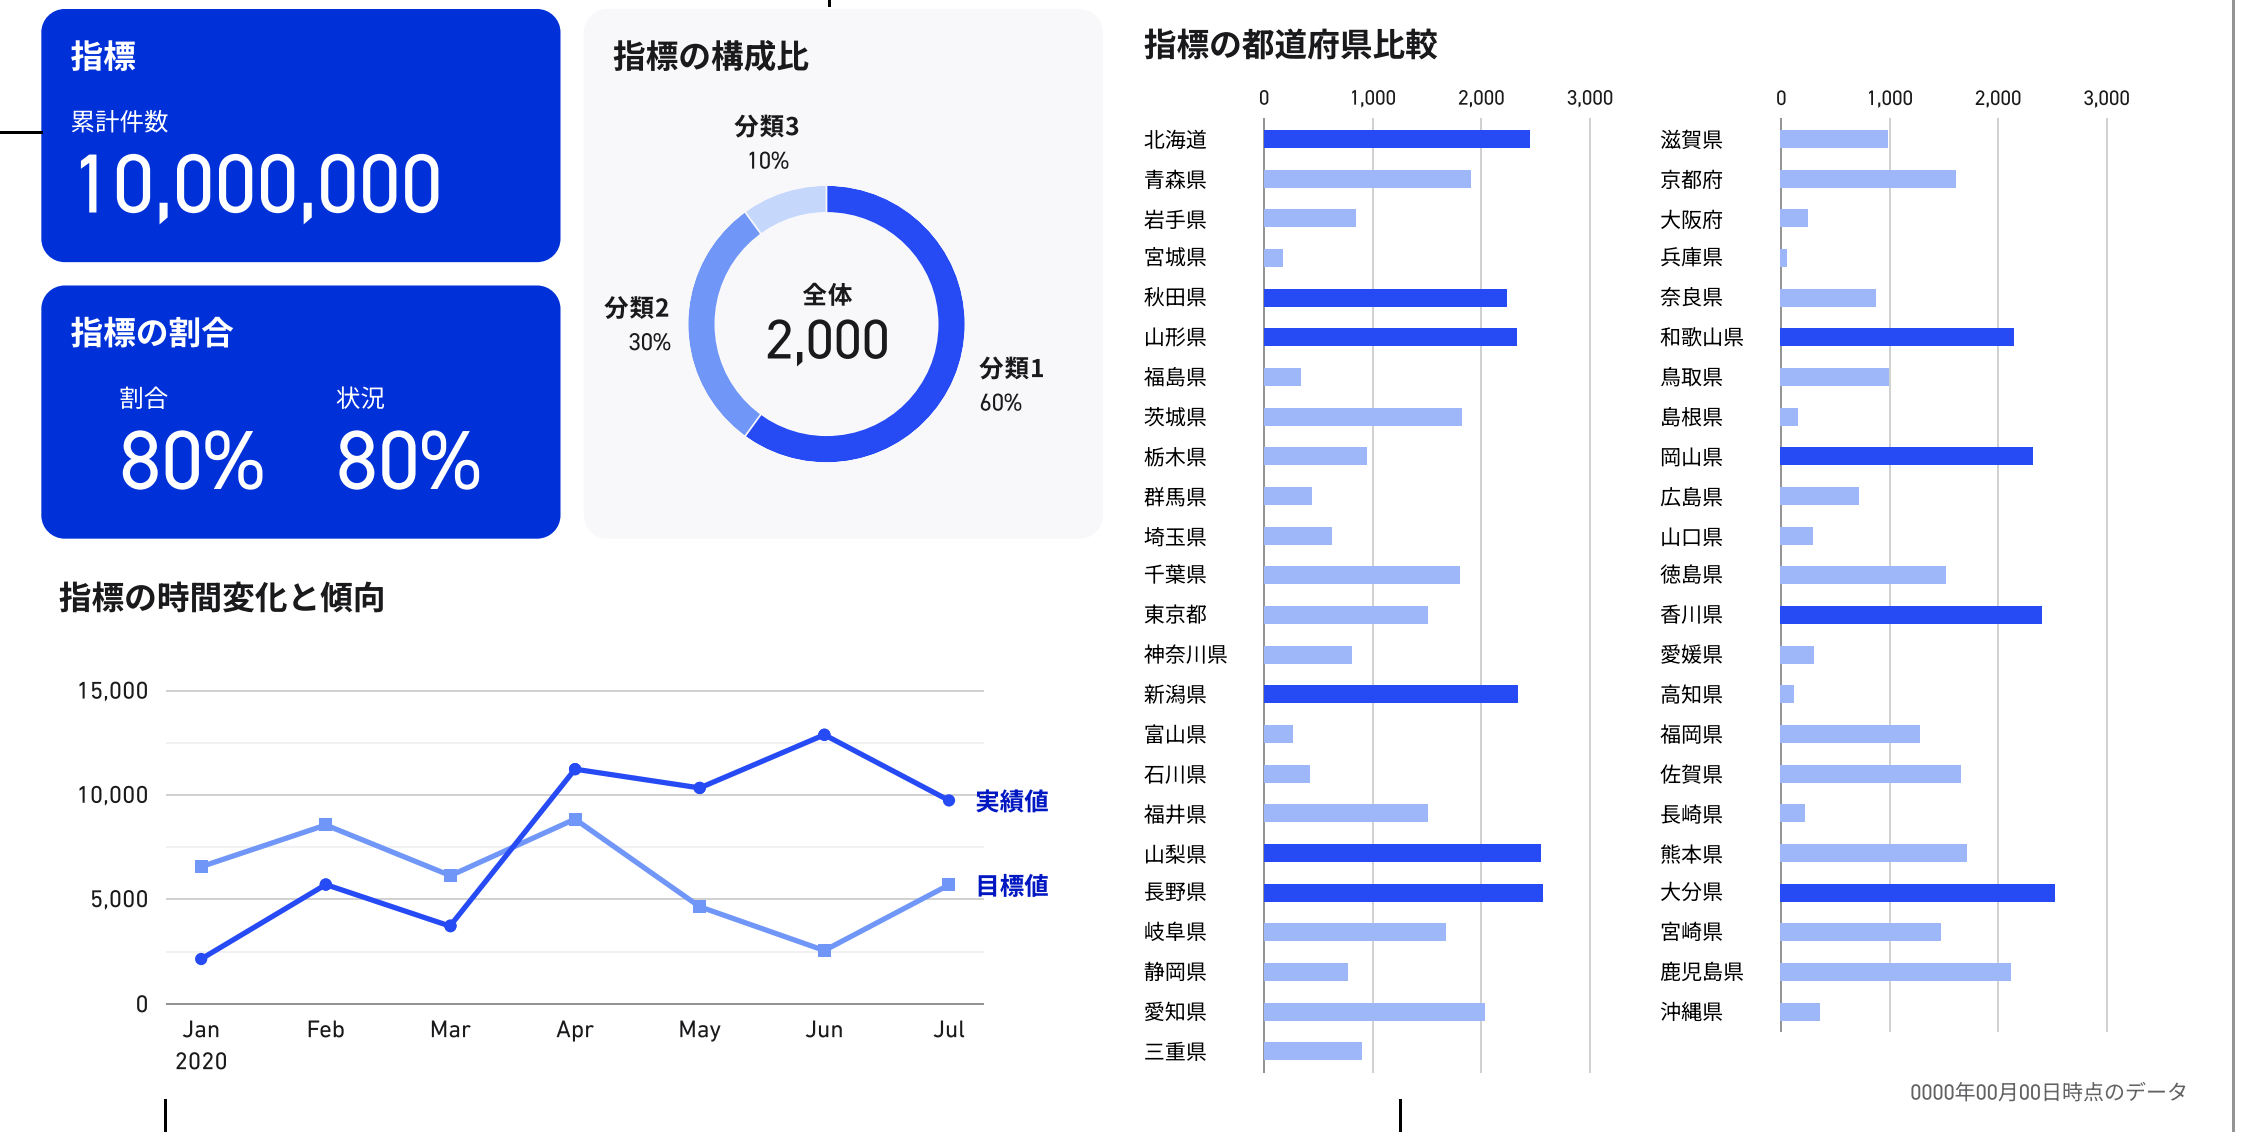 指標
累計件数
10,000,000
指標の割合
割合 状況
80% 80%
指標の構成比
分類3
10%
分類2
30%
全体
2,000
分類1
60%
指標の時間変化と傾向
15,000
10,000
5,000
0
実績値
目標値
Jan Feb Mar Apr May Jun Jul
2020
指標の都道府県比較
0 1,000 2,000 3,000
北海道
青森県
岩手県
宮城県
秋田県
山形県
福島県
茨城県
栃木県
群馬県
埼玉県
千葉県
東京都
神奈川県
新潟県
富山県
石川県
福井県
山梨県
長野県
岐阜県
静岡県
愛知県
三重県
0 1,000 2,000 3,000
滋賀県
京都府
大阪府
兵庫県
奈良県
和歌山県
鳥取県
島根県
岡山県
広島県
山口県
徳島県
香川県
愛媛県
高知県
福岡県
佐賀県
長崎県
熊本県
大分県
宮崎県
鹿児島県
沖縄県
0000年00月00日時点のデータ